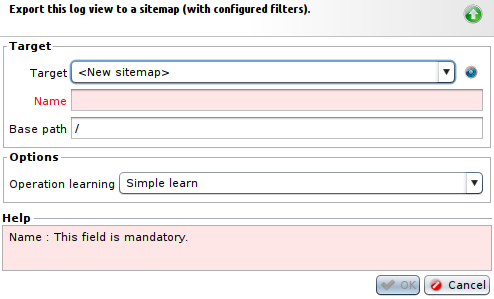 Export this log view to a sitemap (with configured filters).
Target
Target <New sitemap>
Name
Base path /
Options
Operation learning Simple learn
Help
Name : This field is mandatory.
OK Cancel